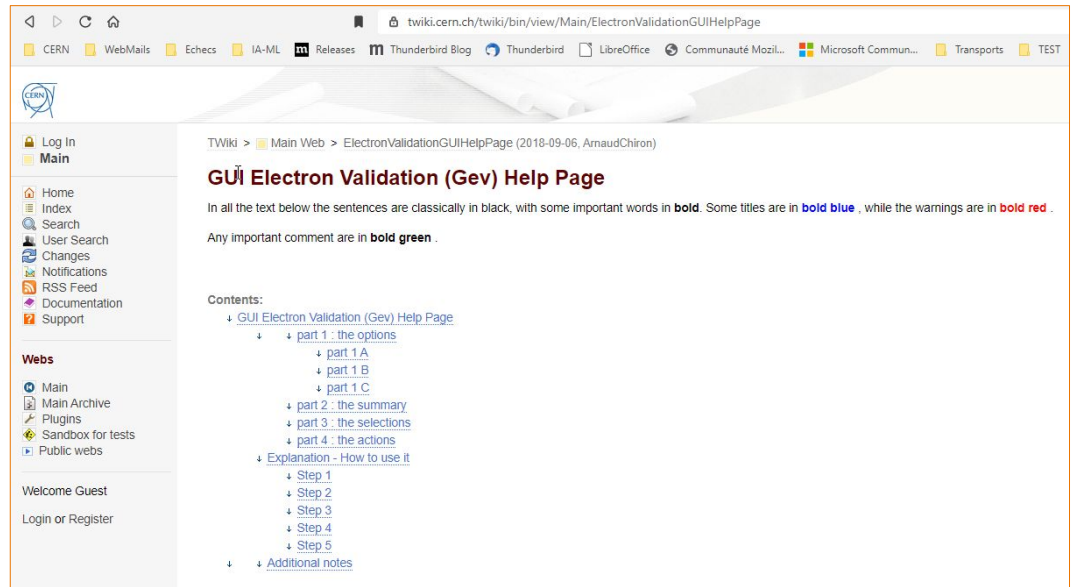 twiki.cern.ch/twiki/bin/view/Main/ElectronValidationGUIHelpPage
CERN WebMails Echecs IA-ML m Releases m Thunderbird Blog Thunderbird LibreOffice Communauté Mozil... Microsoft Commun... Transports TEST
CERN
Log In
Main
Home
Index
Search
User Search
Changes
Notifications
RSS Feed
Documentation
Support
Webs
Main
Main Archive
Plugins
Sandbox for tests
Public webs
Welcome Guest
Login or Register
TWiki > Main Web > ElectronValidationGUIHelpPage (2018-09-06, ArnaudChiron)
GUI Electron Validation (Gev) Help Page
In all the text below the sentences are classically in black, with some important words in bold. Some titles are in bold blue , while the warnings are in bold red .
Any important comment are in bold green .
Contents:
↓ GUI Electron Validation (Gev) Help Page
↓ ↓ part 1 : the options
↓ part 1 A
↓ part 1 B
↓ part 1 C
↓ part 2 : the summary
↓ part 3 : the selections
↓ part 4 : the actions
↓ Explanation - How to use it
↓ Step 1
↓ Step 2
↓ Step 3
↓ Step 4
↓ Step 5
↓ ↓ Additional notes